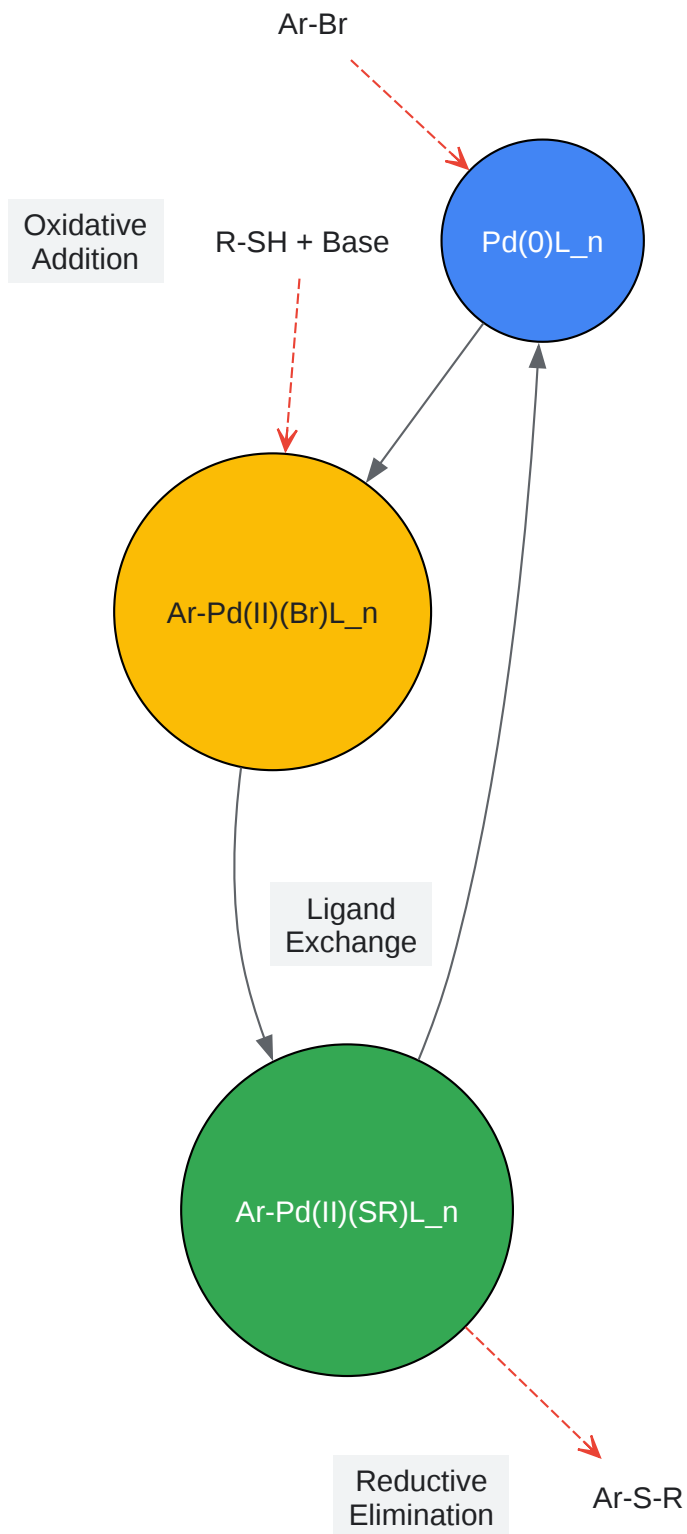 Ar-Br
Oxidative
Addition
R-SH + Base
Pd(0)L_n
Ar-Pd(II)(Br)L_n
Ligand
Exchange
Ar-Pd(II)(SR)L_n
Reductive
Elimination
Ar-S-R